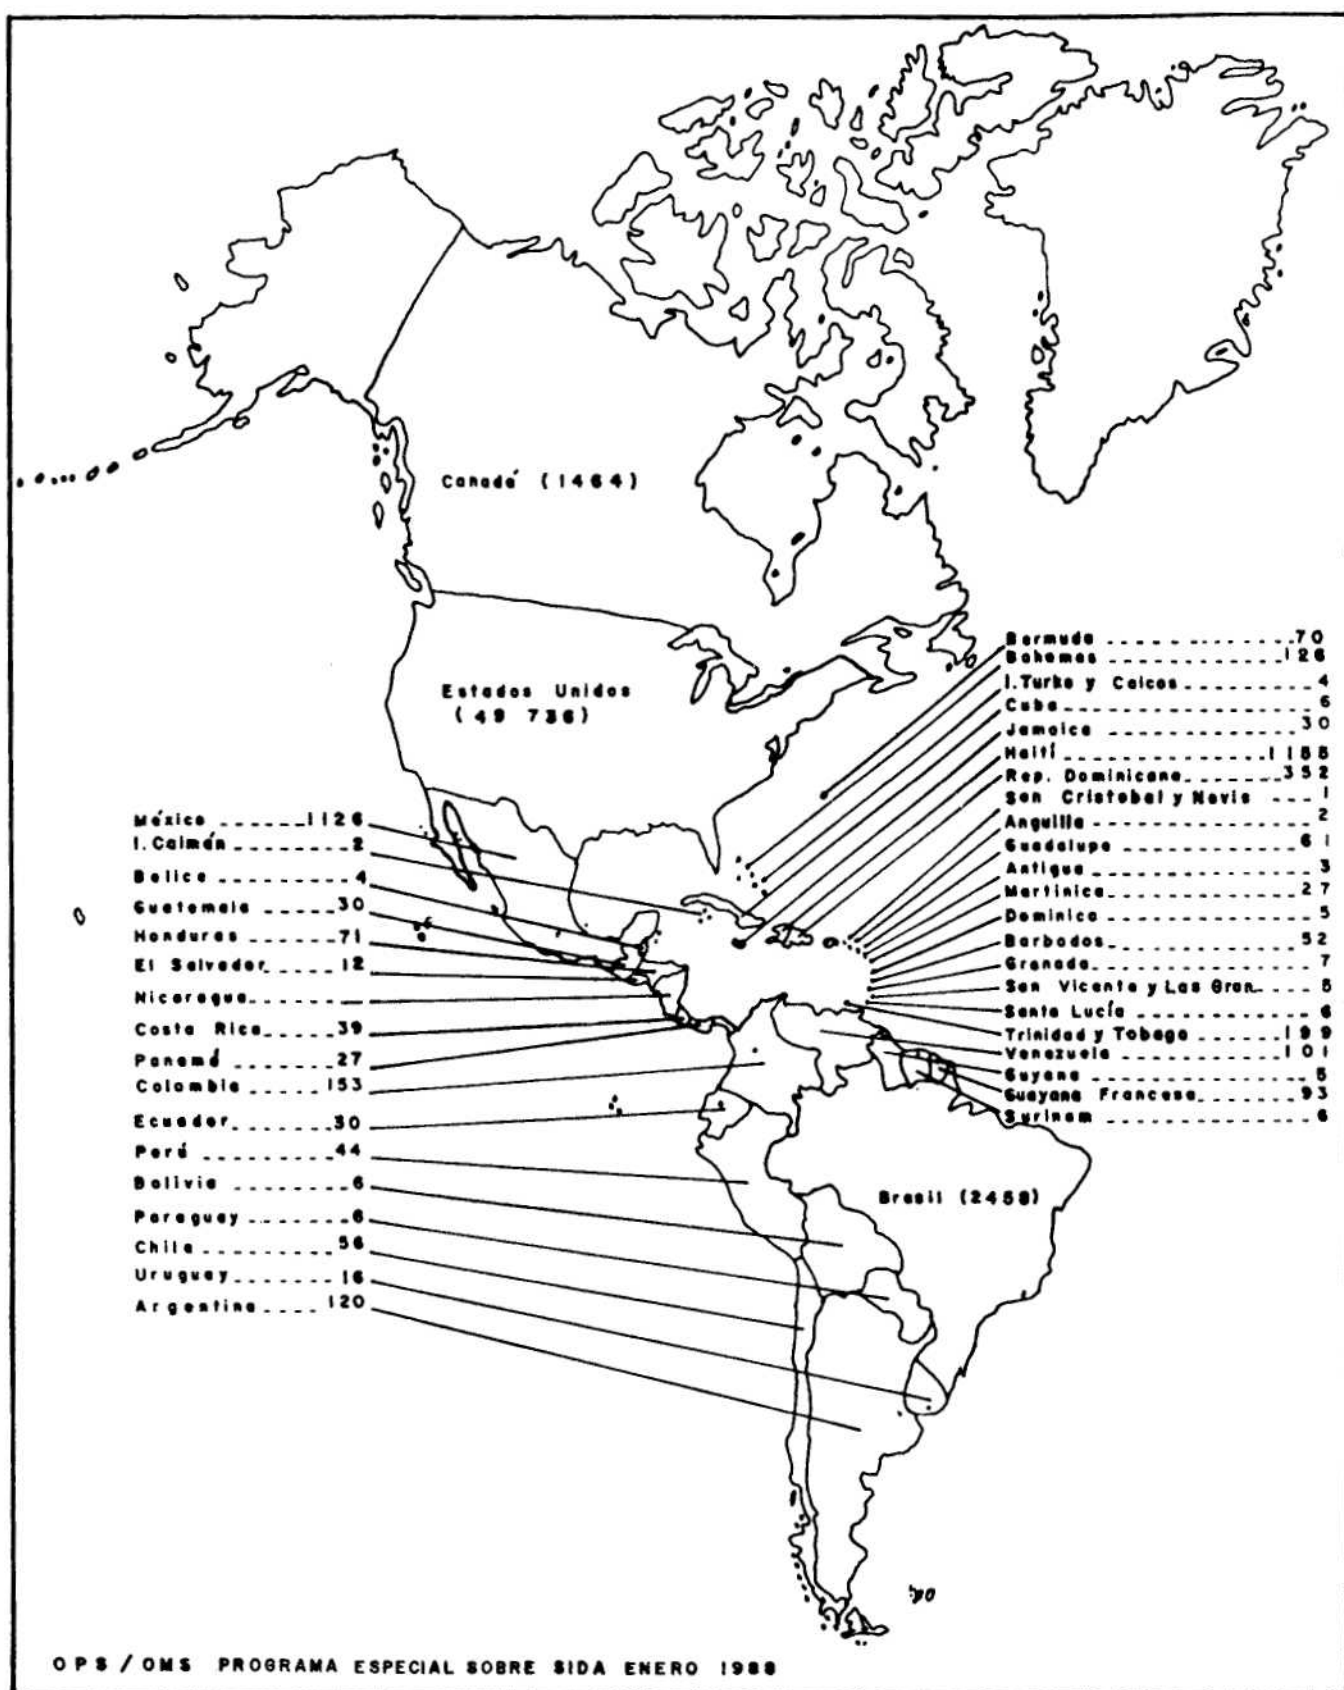 Canadá (1464)
Estados Unidos
(49 736)
México 1126
I. Caimán 2
Belice 4
Guatemala 30
Honduras 71
El Salvador 12
Nicaragua
Costa Rica 39
Panamá 27
Colombia 153
Ecuador 30
Perú 44
Bolivia 6
Paraguay 6
Chile 56
Uruguay 16
Argentina 120
Bermuda 70
Bahamas 126
I. Turks y Caicos 4
Cuba 6
Jamaica 30
Haití
Rep. Dominicana 352
San Cristobal y Nevis 1
Anguilla 2
Guadalupe 61
Antigua 3
Martinica 27
Dominica 5
Barbados 52
Granada 7
San Vicente y Las Gran. 5
Santa Lucía 6
Trinidad y Tobago 199
Venezuela 101
Guyana 5
Guayana Francesa 93
Surinam 6
Brasil (2458)
OPS / OMS PROGRAMA ESPECIAL SOBRE SIDA ENERO 1988